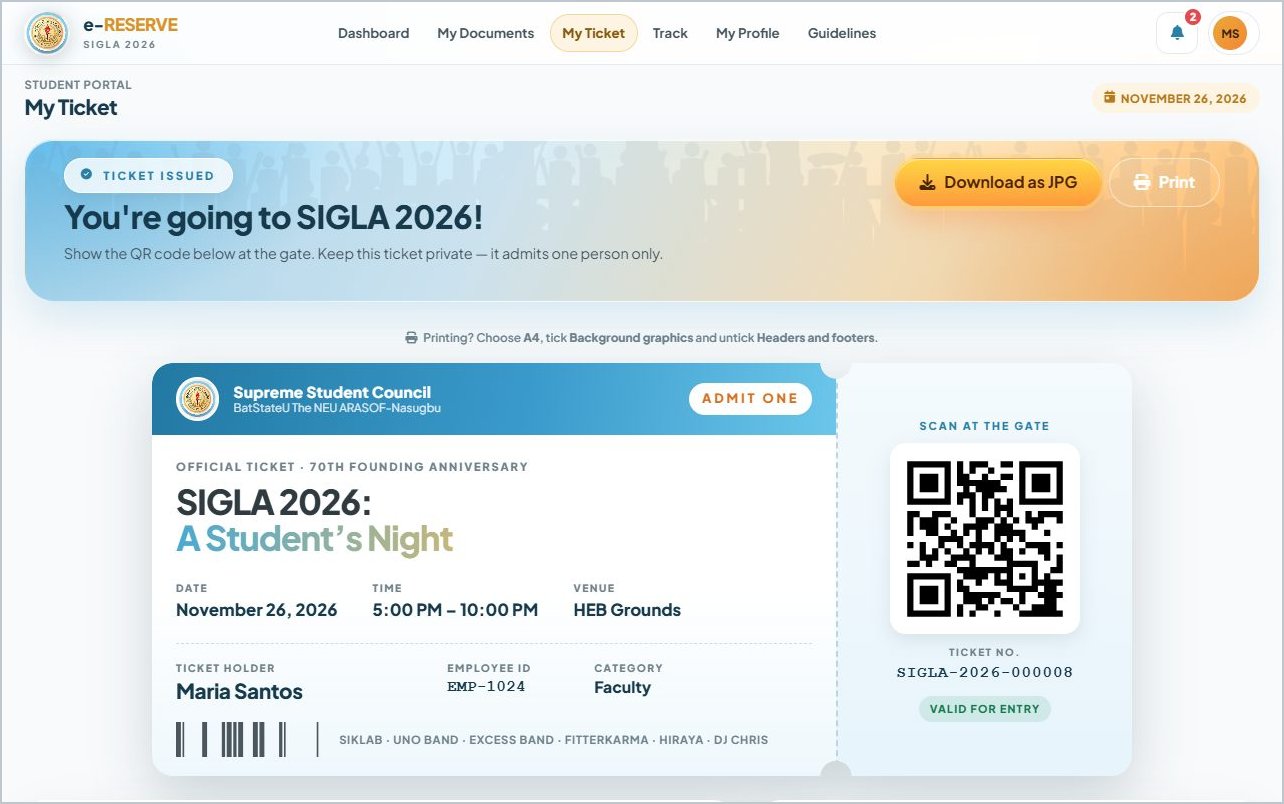 e-RESERVE
SIGLA 2026
Dashboard
My Documents
My Ticket
Track
My Profile
Guidelines
2
MS
STUDENT PORTAL
My Ticket
NOVEMBER 26, 2026
TICKET ISSUED
You're going to SIGLA 2026!
Show the QR code below at the gate. Keep this ticket private — it admits one person only.
Download as JPG
Print
Printing? Choose A4, tick Background graphics and untick Headers and footers.
Supreme Student Council
BatStateU The NEU ARASOF-Nasugbu
ADMIT ONE
OFFICIAL TICKET · 70TH FOUNDING ANNIVERSARY
SIGLA 2026:
A Student’s Night
DATE
November 26, 2026
TIME
5:00 PM – 10:00 PM
VENUE
HEB Grounds
TICKET HOLDER
Maria Santos
EMPLOYEE ID
EMP-1024
CATEGORY
Faculty
SIKLAB · UNO BAND · EXCESS BAND · FITTERKARMA · HIRAYA · DJ CHRIS
SCAN AT THE GATE
TICKET NO.
SIGLA-2026-000008
VALID FOR ENTRY